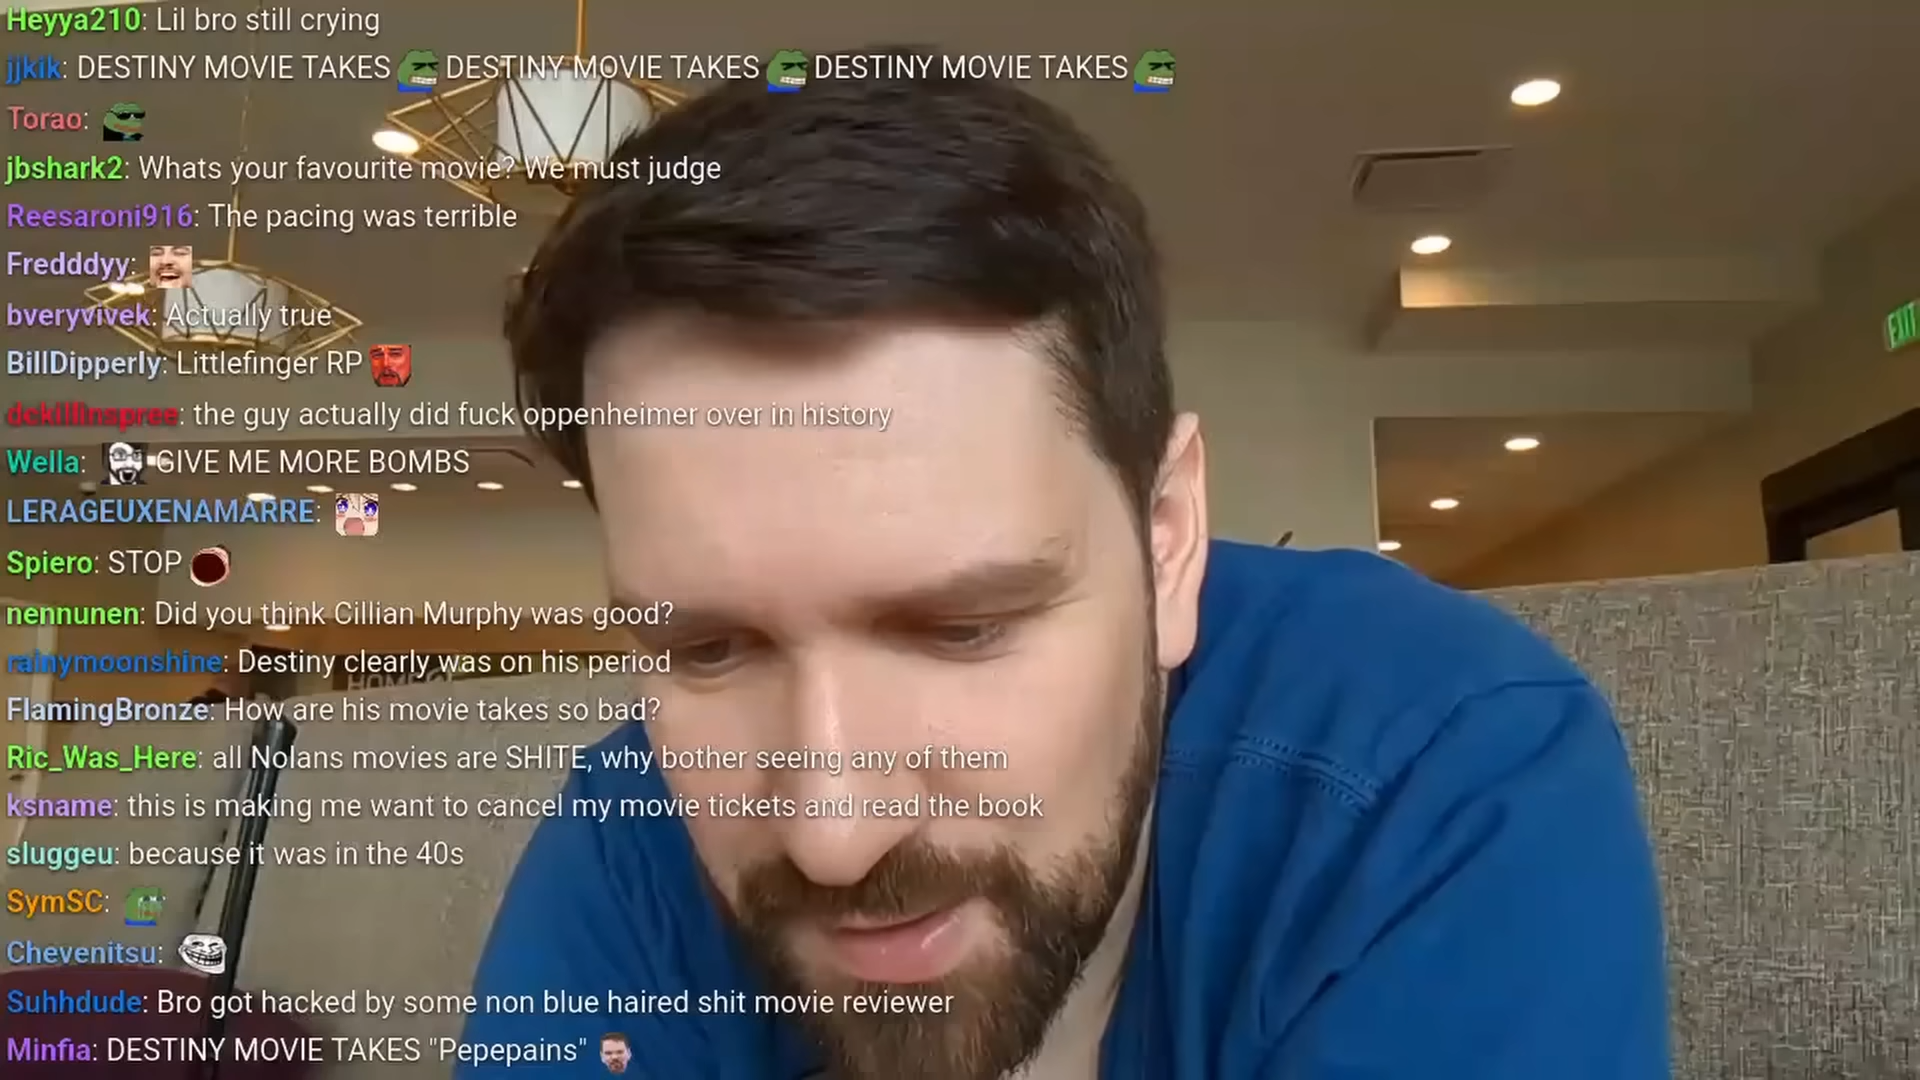 Heyya210: Lil bro still crying
jjkik: DESTINY MOVIE TAKES DESTINY MOVIE TAKES DESTINY MOVIE TAKES
Torao:
jbshark2: Whats your favourite movie? We must judge
Reesaroni916: The pacing was terrible
Fredddyy:
bveryvivek: Actually true
BillDipperly: Littlefinger RP
EXIT
dckillinspree: the guy actually did fuck oppenheimer over in history
Wella: GIVE ME MORE BOMBS
LERAGEUXENAMARRE:
Spiero: STOP
nennunen: Did you think Cillian Murphy was good?
rainymoonshine: Destiny clearly was on his period
FlamingBronze: How are his movie takes so bad?
Ric_Was_Here: all Nolans movies are SHITE, why bother seeing any of them
ksname: this is making me want to cancel my movie tickets and read the book
sluggeu: because it was in the 40s
SymSC:
Chevenitsu:
Suhhdude: Bro got hacked by some non blue haired shit movie reviewer
Minfia: DESTINY MOVIE TAKES "Pepepains"